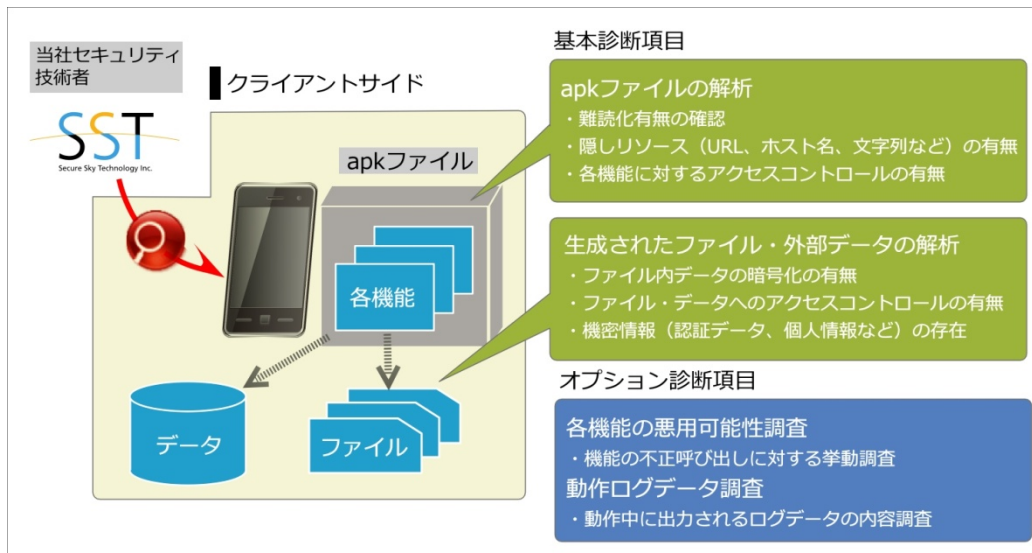 当社セキュリティ
技術者
SST
Secure Sky Technology Inc.
クライアントサイド
apkファイル
各機能
データ
ファイル
基本診断項目
apkファイルの解析
・難読化有無の確認
・隠しリソース（URL、ホスト名、文字列など）の有無
・各機能に対するアクセスコントロールの有無
生成されたファイル・外部データの解析
・ファイル内データの暗号化の有無
・ファイル・データへのアクセスコントロールの有無
・機密情報（認証データ、個人情報など）の存在
オプション診断項目
各機能の悪用可能性調査
・機能の不正呼び出しに対する挙動調査
動作ログデータ調査
・動作中に出力されるログデータの内容調査